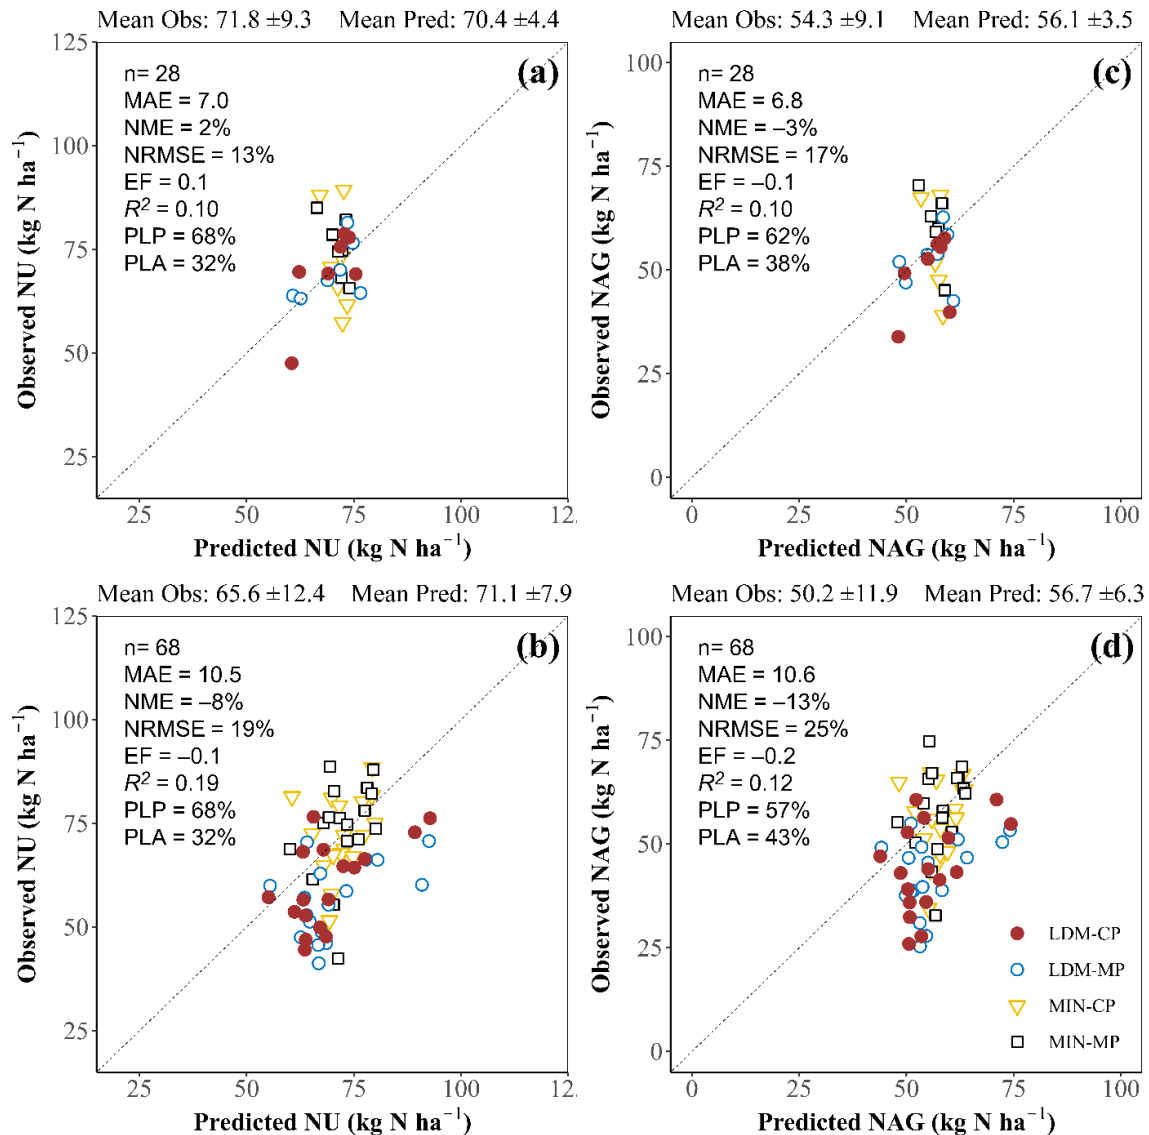 Mean Obs: 71.8 ±9.3 Mean Pred: 70.4 ±4.4
(a)
n= 28
MAE = 7.0
NME = 2%
NRMSE = 13%
EF = 0.1
R² = 0.10
PLP = 68%
PLA = 32%
Observed NU (kg N ha⁻¹)
125
100
75
50
25
25 50 75 100 12.
Predicted NU (kg N ha⁻¹)
Mean Obs: 54.3 ±9.1 Mean Pred: 56.1 ±3.5
(c)
n= 28
MAE = 6.8
NME = –3%
NRMSE = 17%
EF = –0.1
R² = 0.10
PLP = 62%
PLA = 38%
Observed NAG (kg N ha⁻¹)
100
75
50
25
0
0 25 50 75 100
Predicted NAG (kg N ha⁻¹)
Mean Obs: 65.6 ±12.4 Mean Pred: 71.1 ±7.9
(b)
n= 68
MAE = 10.5
NME = –8%
NRMSE = 19%
EF = –0.1
R² = 0.19
PLP = 68%
PLA = 32%
Observed NU (kg N ha⁻¹)
125
100
75
50
25
25 50 75 100 12.
Predicted NU (kg N ha⁻¹)
Mean Obs: 50.2 ±11.9 Mean Pred: 56.7 ±6.3
(d)
n= 68
MAE = 10.6
NME = –13%
NRMSE = 25%
EF = –0.2
R² = 0.12
PLP = 57%
PLA = 43%
Observed NAG (kg N ha⁻¹)
100
75
50
25
0
LDM-CP
LDM-MP
MIN-CP
MIN-MP
0 25 50 75 100
Predicted NAG (kg N ha⁻¹)